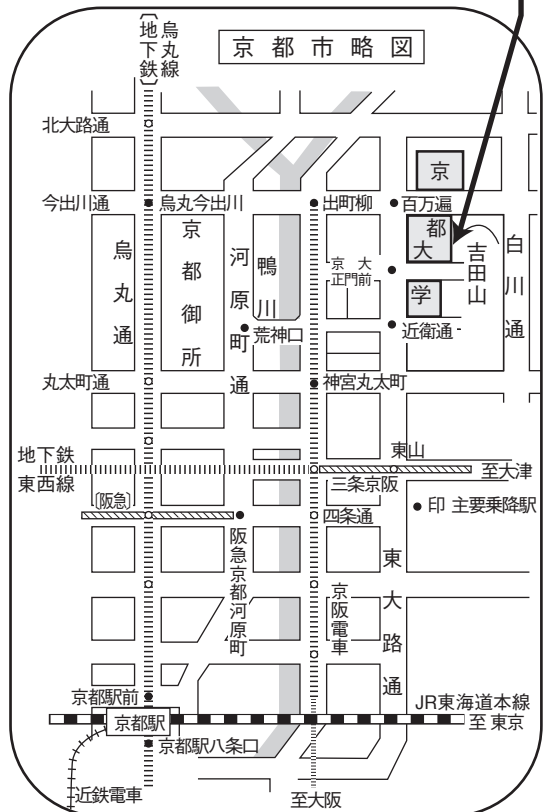 地下鉄
烏丸線
京都市略図
北大路通
今出川通
烏丸今出川
出町柳
百万遍
京
都
大
学
烏丸通
京都御所
河原町通
鴨川
京大
正門前
吉田山
白川通
荒神口
近衛通
丸太町通
神宮丸太町
地下鉄
東西線
東山
至大津
三条京阪
〔阪急〕
四条通
●印 主要乗降駅
阪急京都河原町
京阪電車
東大路通
京都駅前
JR東海道本線
京都駅
至東京
京都駅八条口
近鉄電車
至大阪